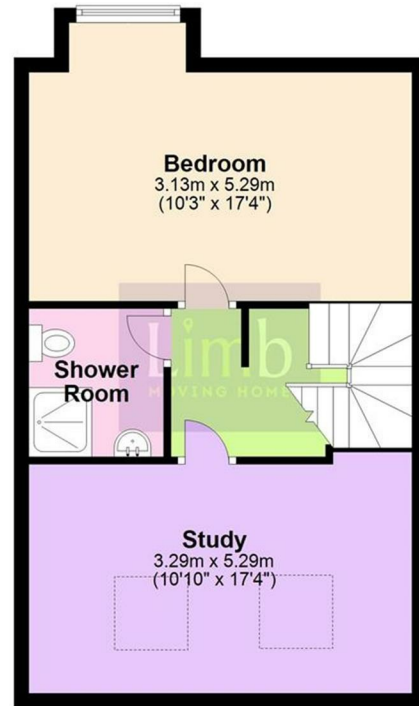 Bedroom
3.13m x 5.29m
(10'3" x 17'4")
Limb
MOVING HOME
Shower
Room
Study
3.29m x 5.29m
(10'10" x 17'4")